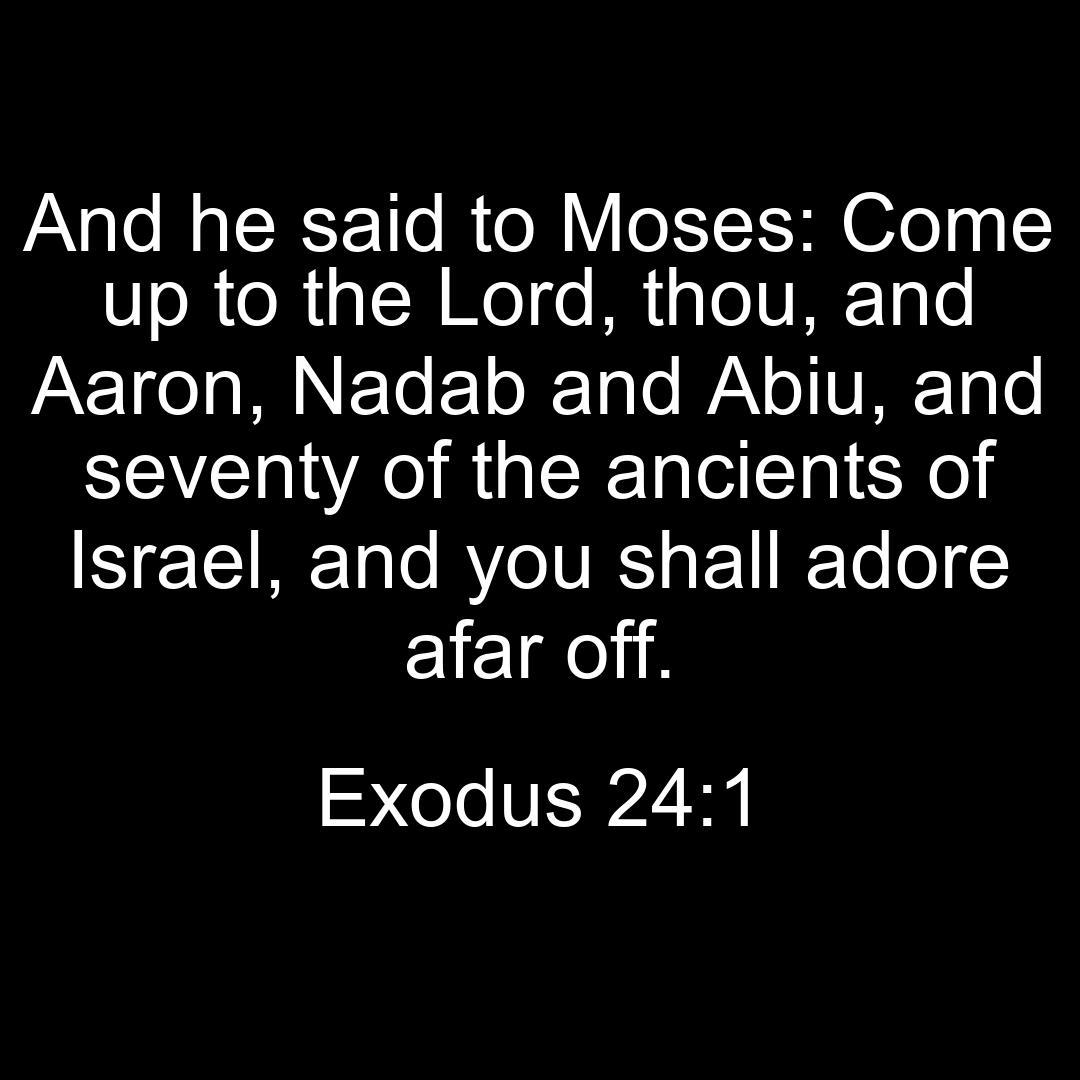 And he said to Moses: Come
up to the Lord, thou, and
Aaron, Nadab and Abiu, and
seventy of the ancients of
Israel, and you shall adore
afar off.
Exodus 24:1